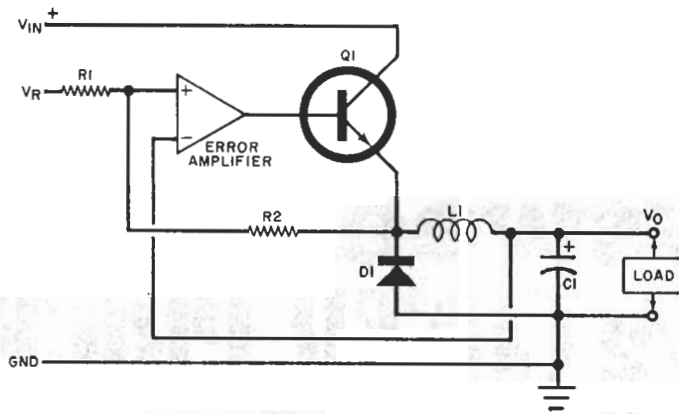 VIN +
Q1
R1
VR
+
−
ERROR
AMPLIFIER
R2
L1
VO
D1
+
C1
LOAD
GND